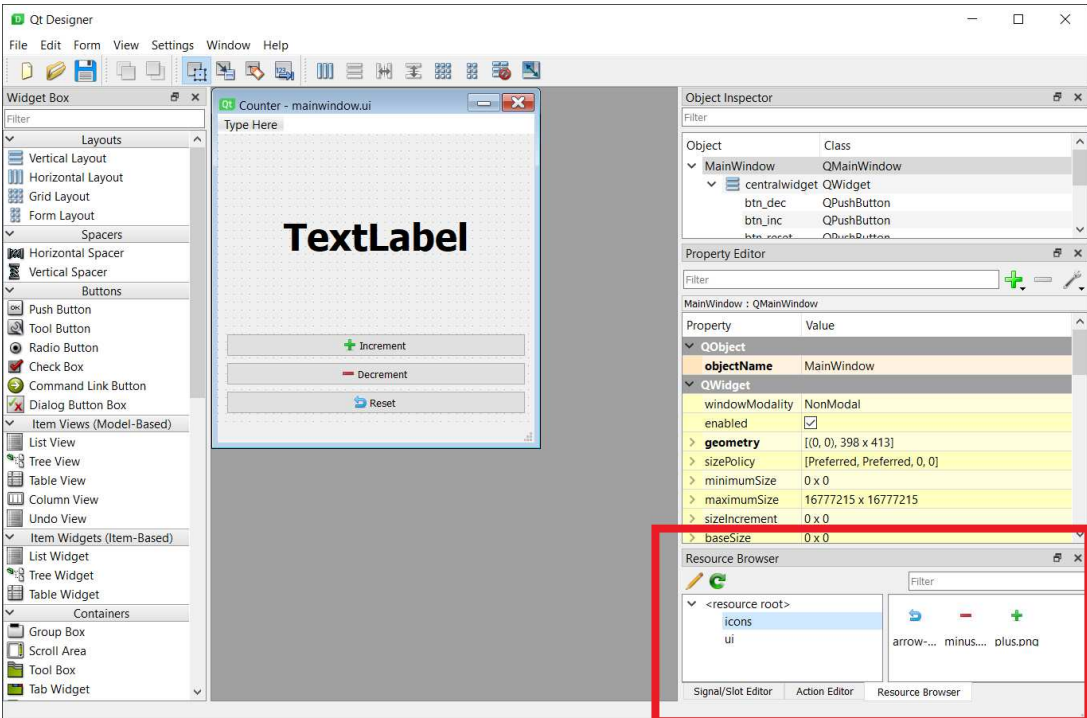 Qt Designer
File Edit Form View Settings Window Help
Widget Box
Filter
Layouts
Vertical Layout
Horizontal Layout
Grid Layout
Form Layout
Spacers
Horizontal Spacer
Vertical Spacer
Buttons
Push Button
Tool Button
Radio Button
Check Box
Command Link Button
Dialog Button Box
Item Views (Model-Based)
List View
Tree View
Table View
Column View
Undo View
Item Widgets (Item-Based)
List Widget
Tree Widget
Table Widget
Containers
Group Box
Scroll Area
Tool Box
Tab Widget
Qt Counter - mainwindow.ui
Type Here
TextLabel
Increment
Decrement
Reset
Object Inspector
Filter
Object Class
MainWindow QMainWindow
centralwidget QWidget
btn_dec QPushButton
btn_inc QPushButton
btn_reset QPushButton
Property Editor
Filter
MainWindow : QMainWindow
Property Value
QObject
objectName MainWindow
QWidget
windowModality NonModal
enabled
geometry [(0, 0), 398 x 413]
sizePolicy [Preferred, Preferred, 0, 0]
minimumSize 0 x 0
maximumSize 16777215 x 16777215
sizeIncrement 0 x 0
baseSize 0 x 0
Resource Browser
Filter
<resource root>
icons
ui
arrow-... minus.... plus.png
Signal/Slot Editor Action Editor Resource Browser